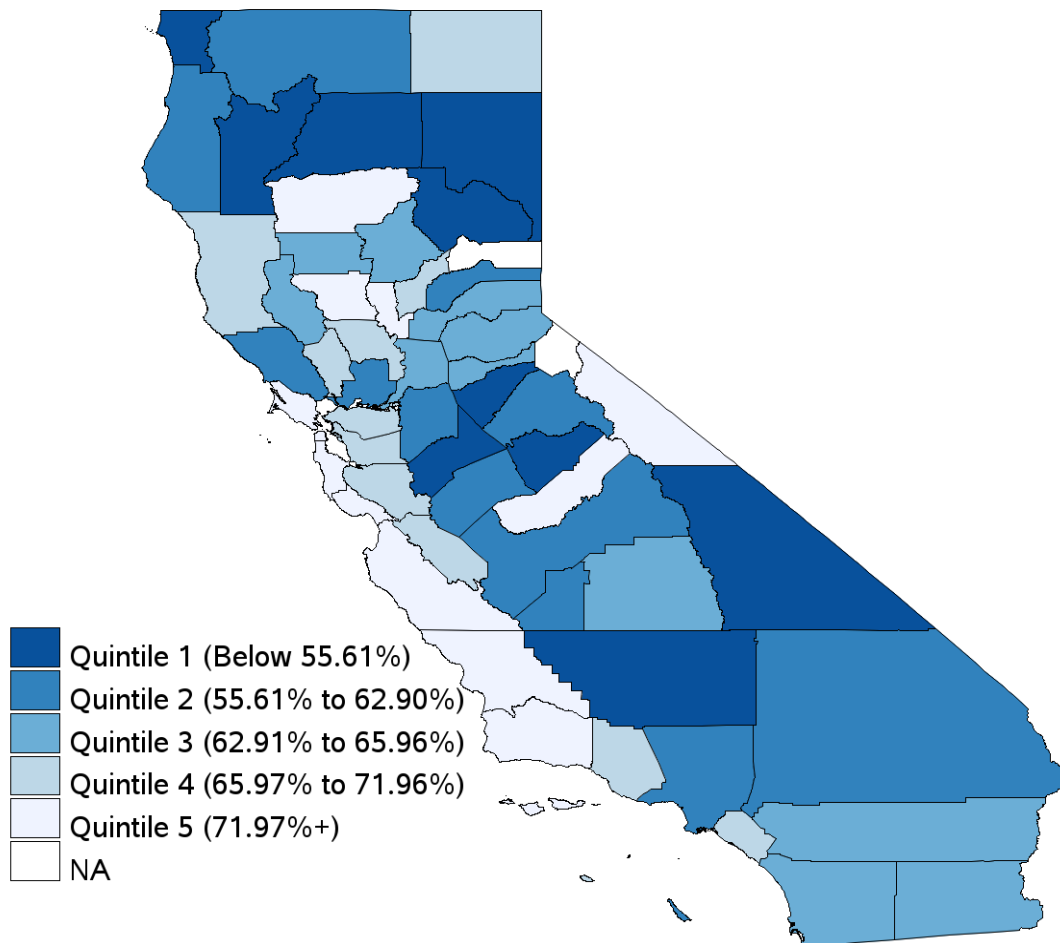 Quintile 1 (Below 55.61%)
Quintile 2 (55.61% to 62.90%)
Quintile 3 (62.91% to 65.96%)
Quintile 4 (65.97% to 71.96%)
Quintile 5 (71.97%+)
NA